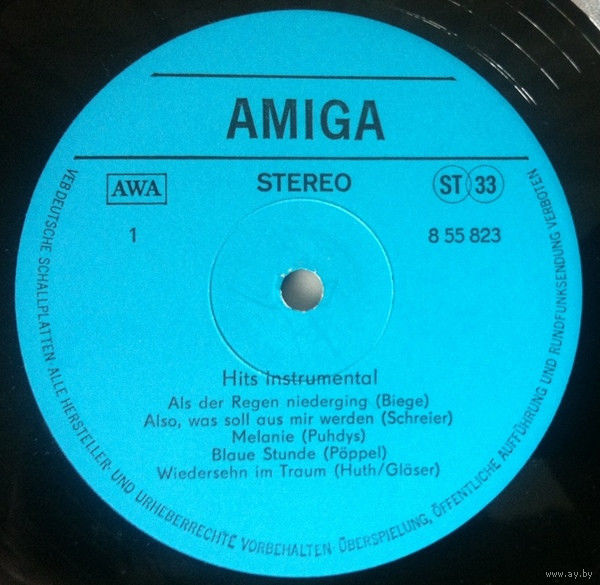 AMIGA
AWA
STEREO
ST 33
1
8 55 823
Hits instrumental
Als der Regen niederging (Biege)
Also, was soll aus mir werden (Schreier)
Melanie (Puhdys)
Blaue Stunde (Pöppel)
Wiedersehn im Traum (Huth/Gläser)
VEB DEUTSCHE SCHALLPLATTEN · ALLE HERSTELLER- UND URHEBERRECHTE VORBEHALTEN · ÜBERSPIELUNG, ÖFFENTLICHE AUFFÜHRUNG UND RUNDFUNKSENDUNG VERBOTEN
www.ay.by